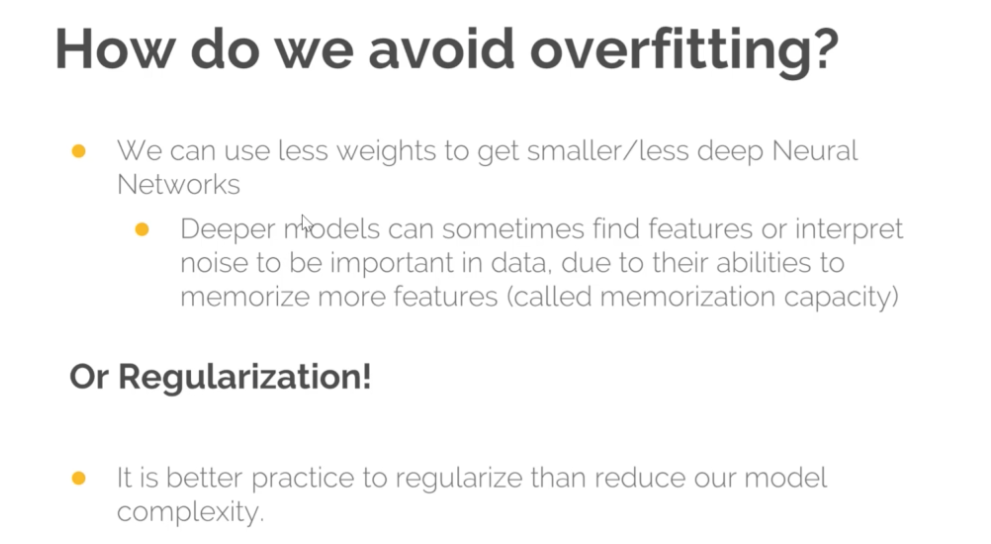 How do we avoid overfitting?
We can use less weights to get smaller/less deep Neural
Networks
Deeper models can sometimes find features or interpret
noise to be important in data, due to their abilities to
memorize more features (called memorization capacity)
Or Regularization!
It is better practice to regularize than reduce our model
complexity.